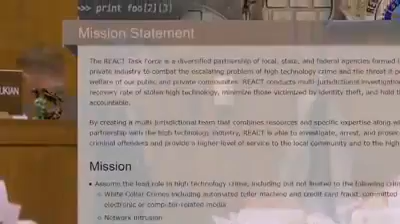 >>> print foo[2](3)
Mission Statement
The REACT Task Force is a diversified partnership of local, state, and federal agencies formed
private industry to combat the escalating problem of high technology crime and the threat it
welfare of our public and private communities. REACT conducts multi-jurisdictional
recovery role of stolen high technology, minimize those victimized by identity theft, and hold
accountable.
UKIAN
By creating a multi-jurisdictional team that combines resources and specific expertise along
partnership with the high technology industry, REACT is able to investigate, arrest, and
criminal offenders and provide a higher level of service to the local community and to the
Mission
• Assume the lead role in high technology crime, including but not limited to the following
White Collar Crimes including automated teller machine and credit card fraud, committed
electronic or computer-related media
Network Intrusion